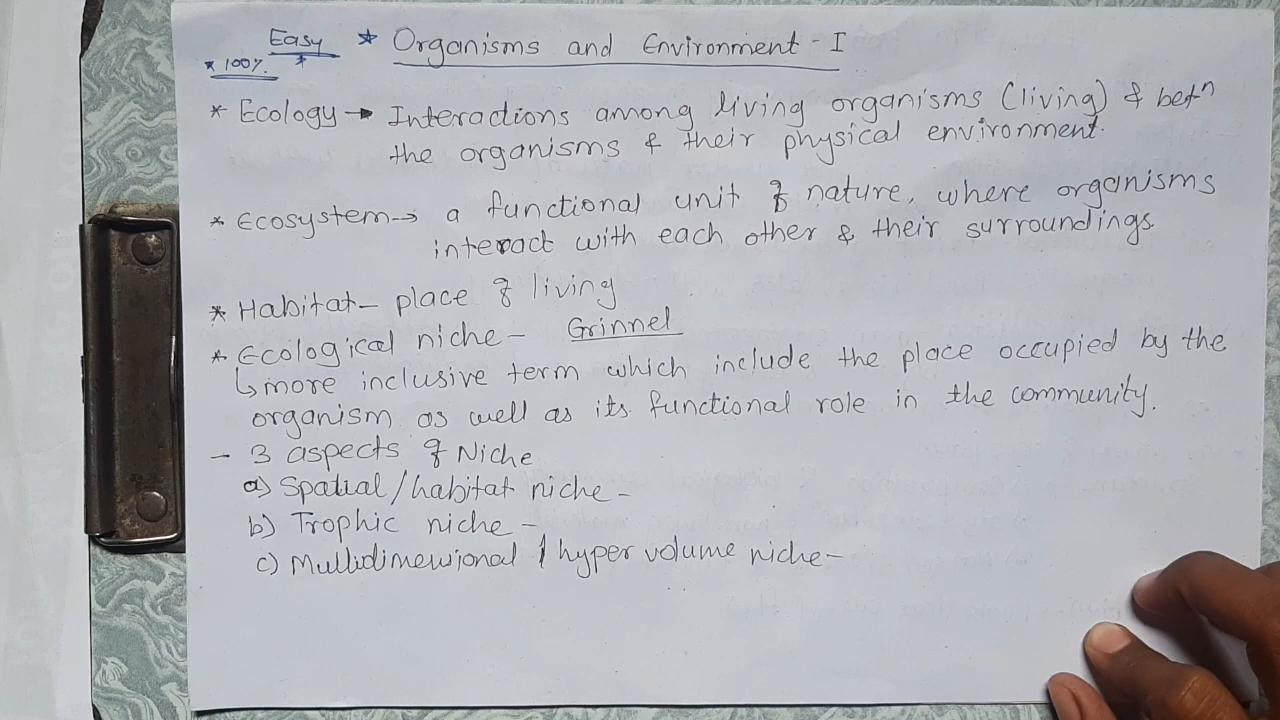 Easy * Organisms and Environment - I
* 100%. *
* Ecology → Interactions among living organisms (living) & betn
the organisms & their physical environment.
* Ecosystem → a functional unit of nature, where organisms
interact with each other & their surroundings.
* Habitat - place of living
* Ecological niche - Grinnel
↳ more inclusive term which include the place occupied by the
organism as well as its functional role in the community.
- 3 aspects of Niche
a) Spatial/habitat niche -
b) Trophic niche -
c) Multidimensional / hyper volume niche -